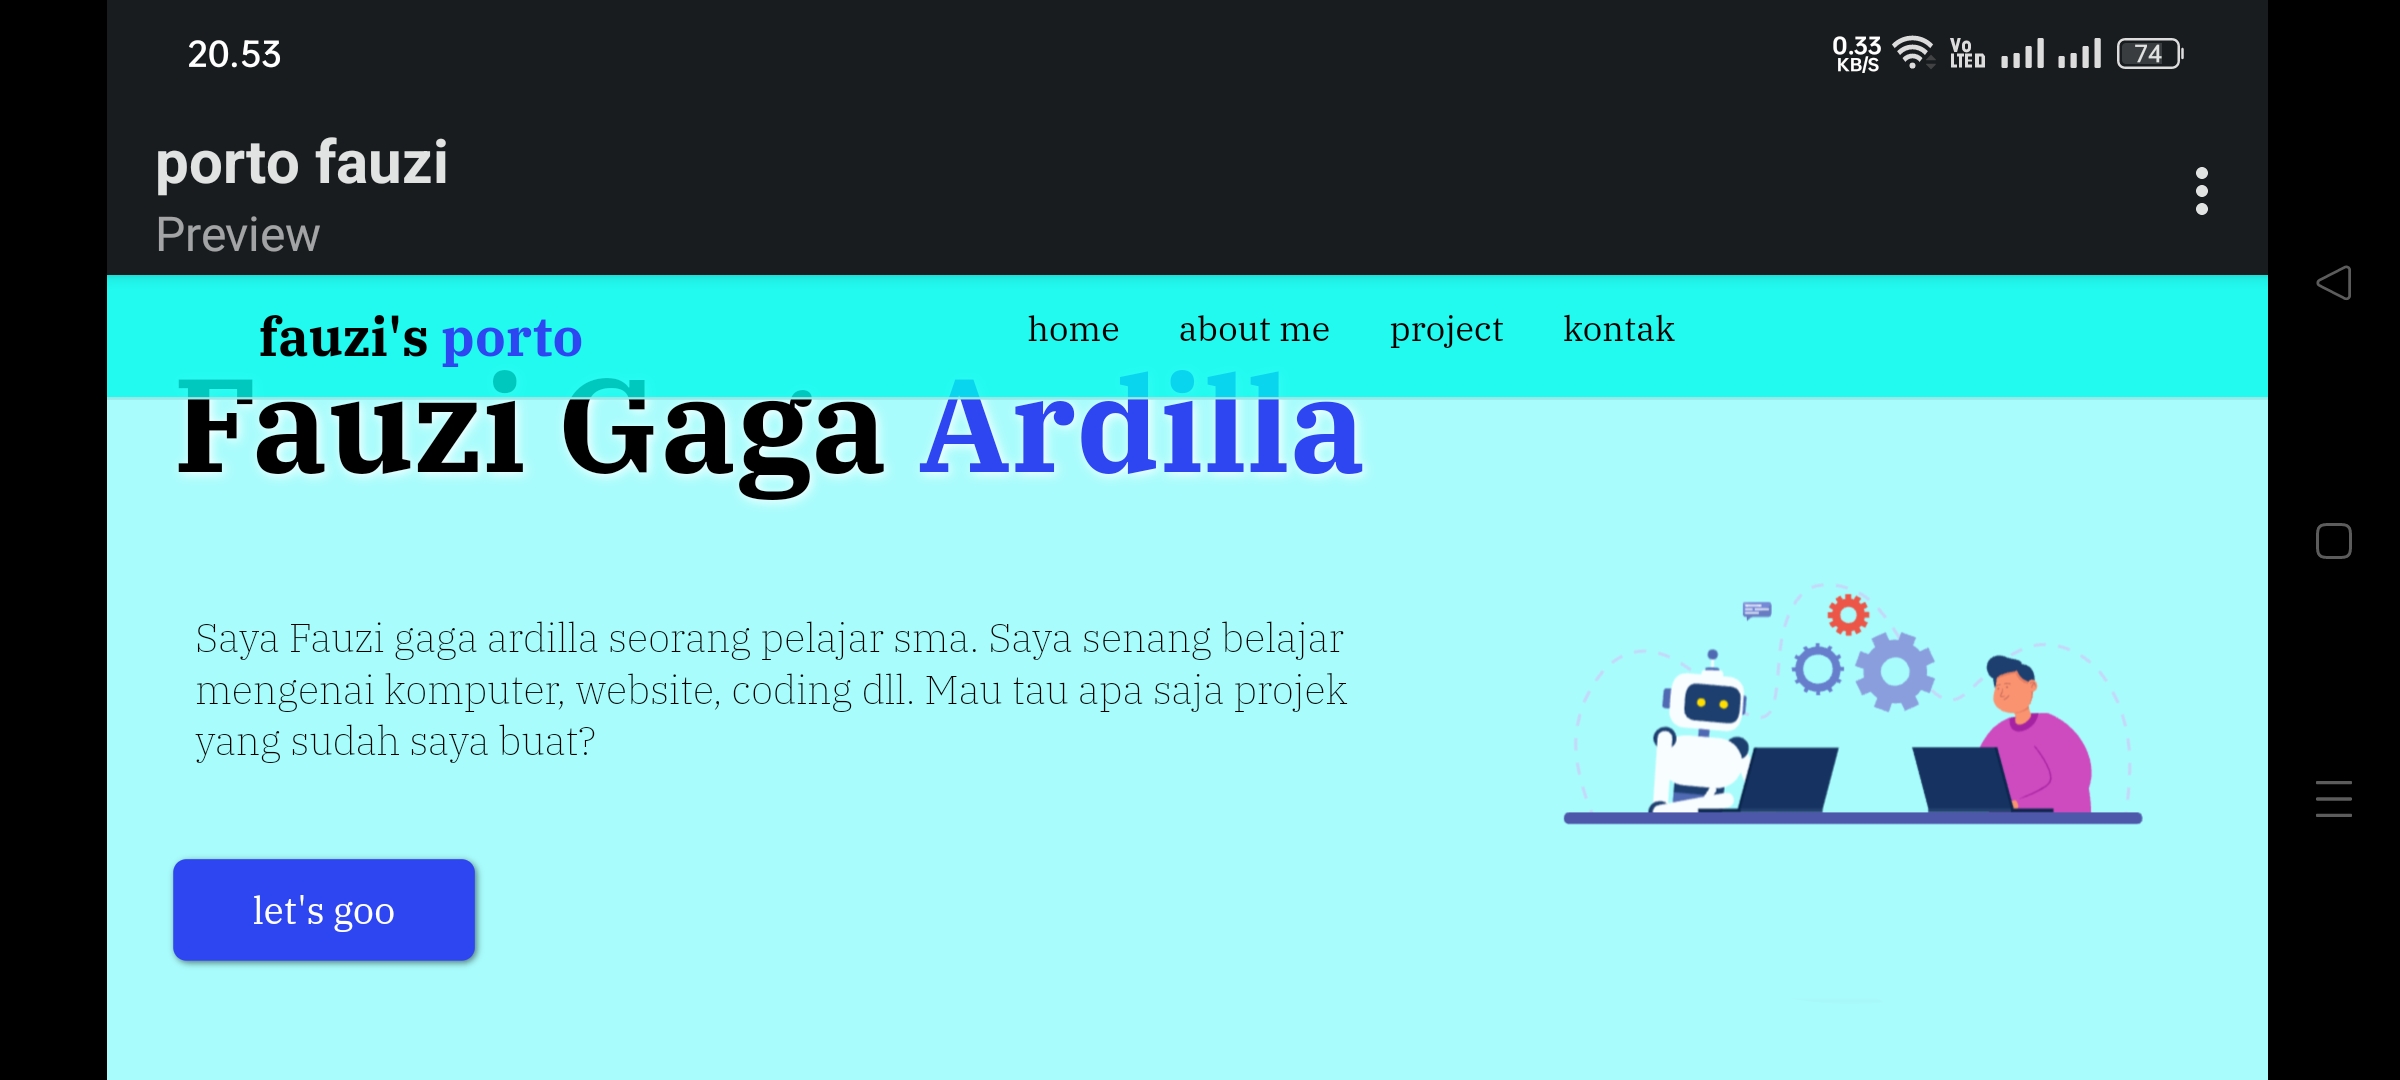 20.53
0.33 KB/S Vo LTE 74
porto fauzi
Preview
fauzi's porto
home about me project kontak
Fauzi Gaga Ardilla
Saya Fauzi gaga ardilla seorang pelajar sma. Saya senang belajar
mengenai komputer, website, coding dll. Mau tau apa saja projek
yang sudah saya buat?
let's goo